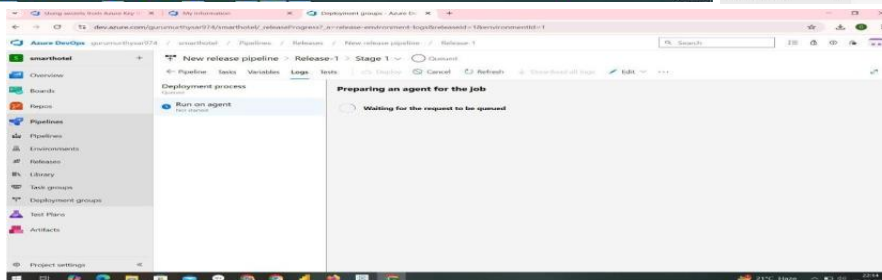 Using secrets from Azure Key
My information
Deployment groups - Azure De
dev.azure.com/gurumurthysari974/smarthotel/_releaseProgress?_a=release-environment-logs&releaseId=1&environmentId=1
Azure DevOps gurumurthysari974 / smarthotel / Pipelines / Releases / New release pipeline / Release-1
Search
smarthotel +
New release pipeline > Release-1 > Stage 1 Queued
Pipeline Tasks Variables Logs Tests Deploy Cancel Refresh Download all logs Edit ...
Overview
Boards
Repos
Pipelines
Pipelines
Environments
Releases
Library
Task groups
Deployment groups
Test Plans
Artifacts
Project settings
Deployment process
Queued
Run on agent
Not started
Preparing an agent for the job
Waiting for the request to be queued
21°C Haze
22:14